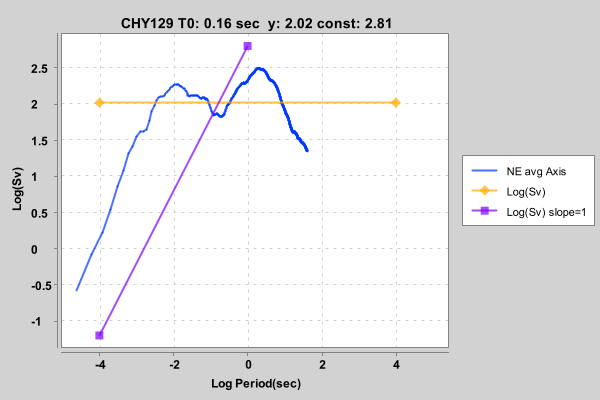 CHY129 T0: 0.16 sec  y: 2.02 const: 2.81
Log(Sv)
2.5
2
1.5
1
0.5
0
-0.5
-1
-4
-2
0
2
4
Log Period(sec)
NE avg Axis
Log(Sv)
Log(Sv) slope=1